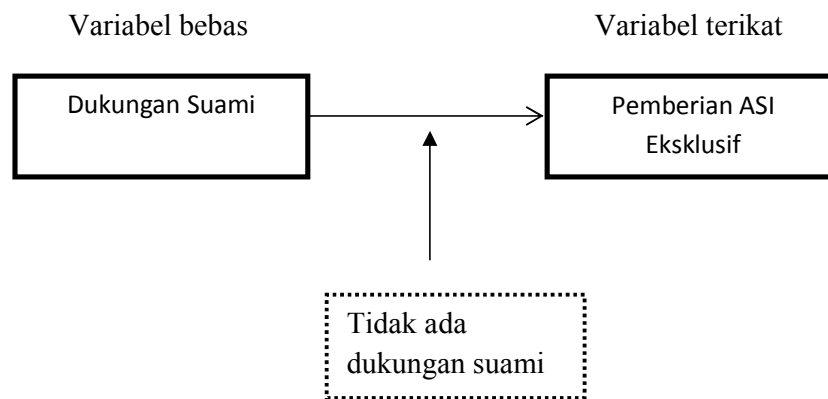 Variabel bebas
Variabel terikat
Dukungan Suami
Pemberian ASI
Eksklusif
Tidak ada
dukungan suami